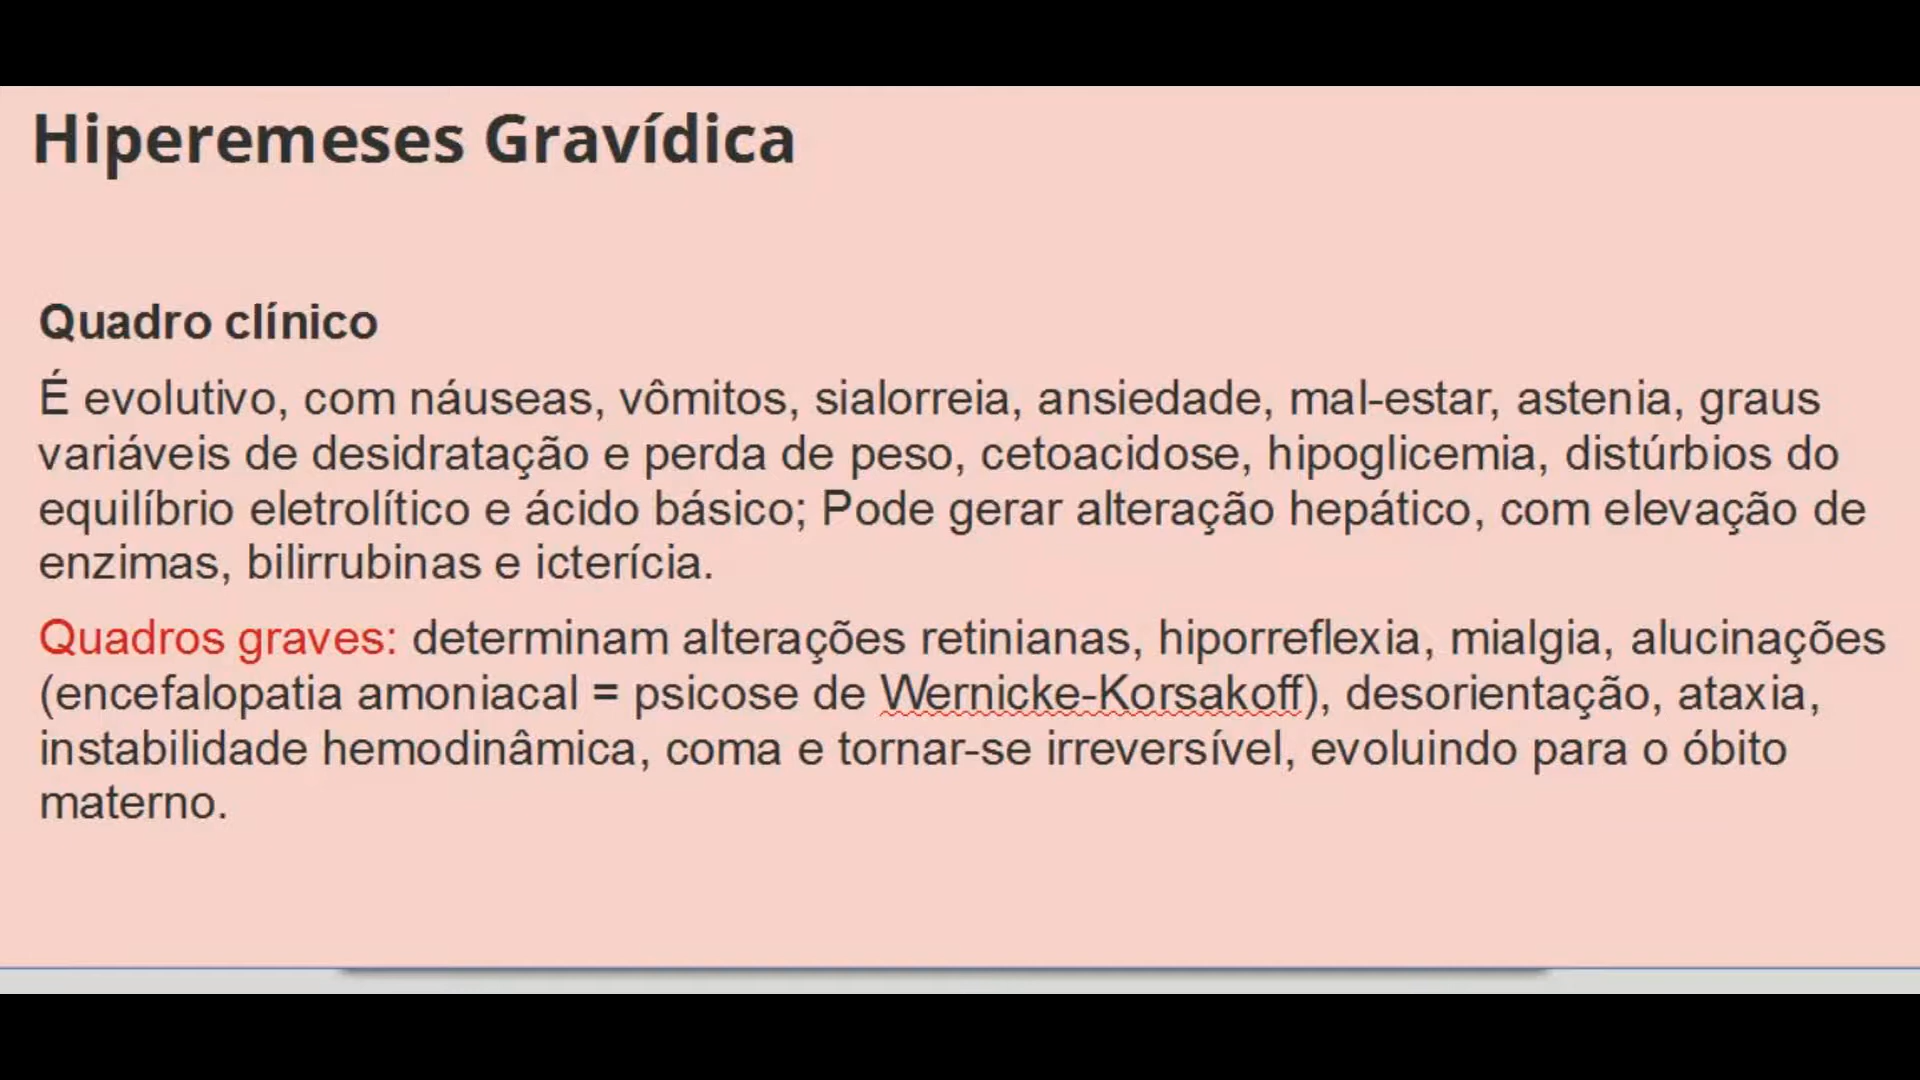 Hiperemeses Gravídica
Quadro clínico
É evolutivo, com náuseas, vômitos, sialorreia, ansiedade, mal-estar, astenia, graus
variáveis de desidratação e perda de peso, cetoacidose, hipoglicemia, distúrbios do
equilíbrio eletrolítico e ácido básico; Pode gerar alteração hepático, com elevação de
enzimas, bilirrubinas e icterícia.
Quadros graves: determinam alterações retinianas, hiporreflexia, mialgia, alucinações
(encefalopatia amoniacal = psicose de Wernicke-Korsakoff), desorientação, ataxia,
instabilidade hemodinâmica, coma e tornar-se irreversível, evoluindo para o óbito
materno.